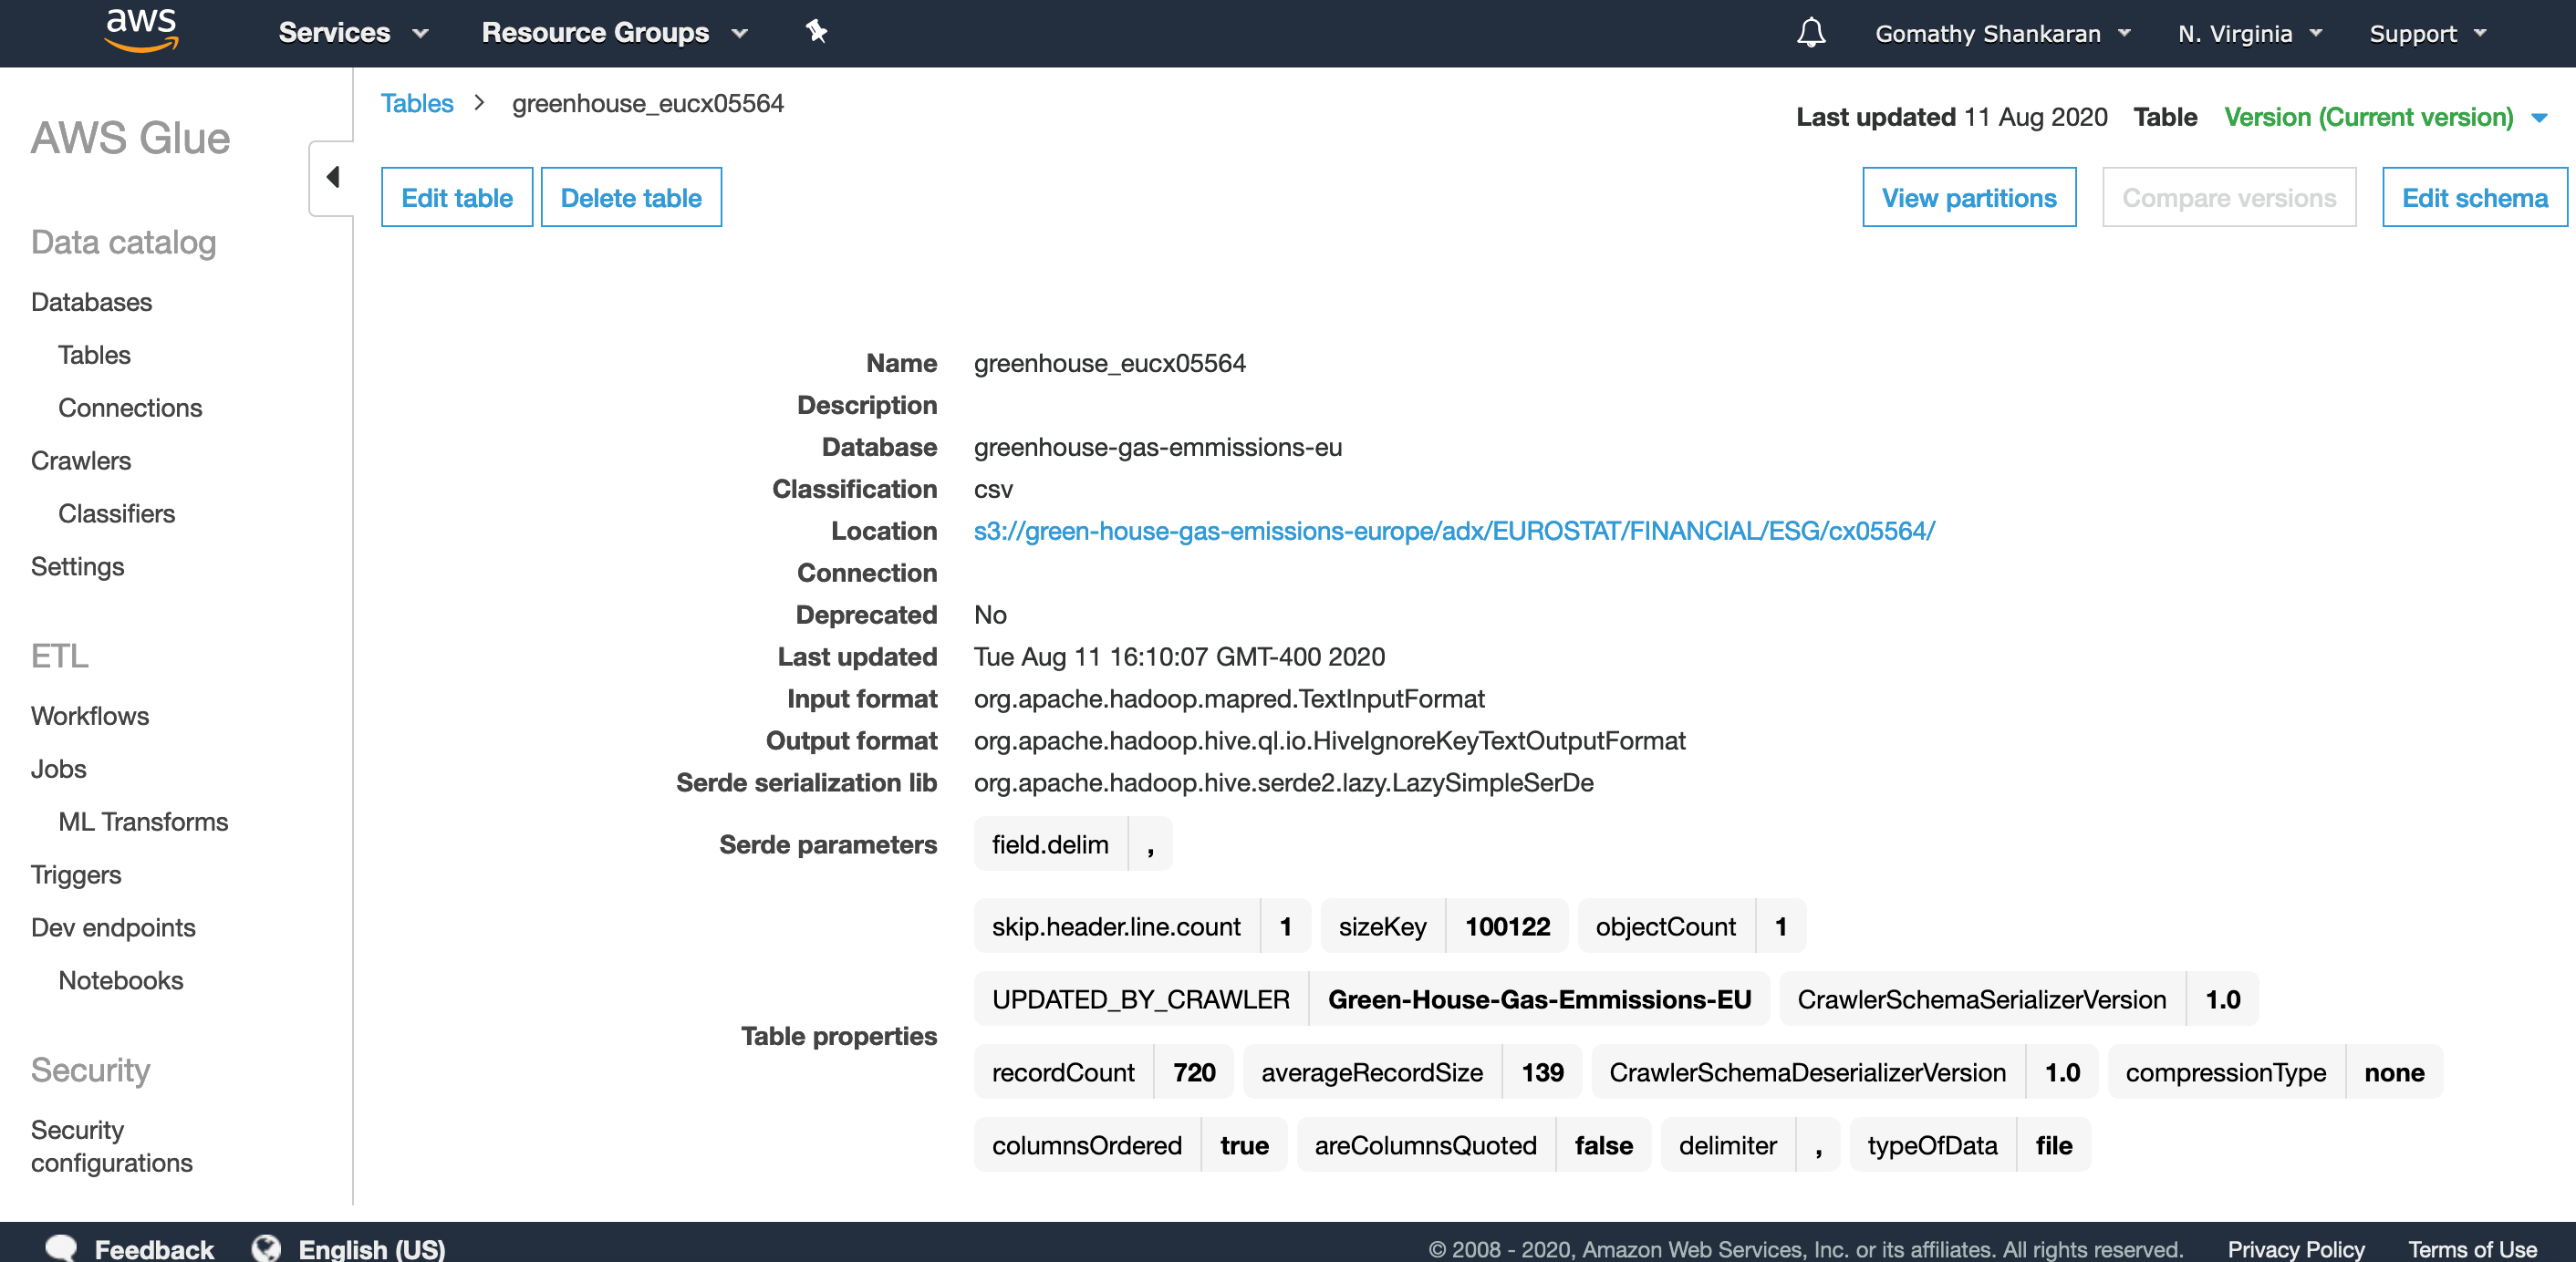 aws Services Resource Groups Gomathy Shankaran N. Virginia Support
AWS Glue
Data catalog
Databases
Tables
Connections
Crawlers
Classifiers
Settings
ETL
Workflows
Jobs
ML Transforms
Triggers
Dev endpoints
Notebooks
Security
Security
configurations
Tables > greenhouse_eucx05564
Last updated 11 Aug 2020 Table Version (Current version)
Edit table Delete table View partitions Compare versions Edit schema
Name greenhouse_eucx05564
Description
Database greenhouse-gas-emmissions-eu
Classification csv
Location s3://green-house-gas-emissions-europe/adx/EUROSTAT/FINANCIAL/ESG/cx05564/
Connection
Deprecated No
Last updated Tue Aug 11 16:10:07 GMT-400 2020
Input format org.apache.hadoop.mapred.TextInputFormat
Output format org.apache.hadoop.hive.ql.io.HiveIgnoreKeyTextOutputFormat
Serde serialization lib org.apache.hadoop.hive.serde2.lazy.LazySimpleSerDe
Serde parameters field.delim ,
Table properties
skip.header.line.count 1 sizeKey 100122 objectCount 1
UPDATED_BY_CRAWLER Green-House-Gas-Emmissions-EU CrawlerSchemaSerializerVersion 1.0
recordCount 720 averageRecordSize 139 CrawlerSchemaDeserializerVersion 1.0 compressionType none
columnsOrdered true areColumnsQuoted false delimiter , typeOfData file
Feedback English (US) © 2008 - 2020, Amazon Web Services, Inc. or its affiliates. All rights reserved. Privacy Policy Terms of Use